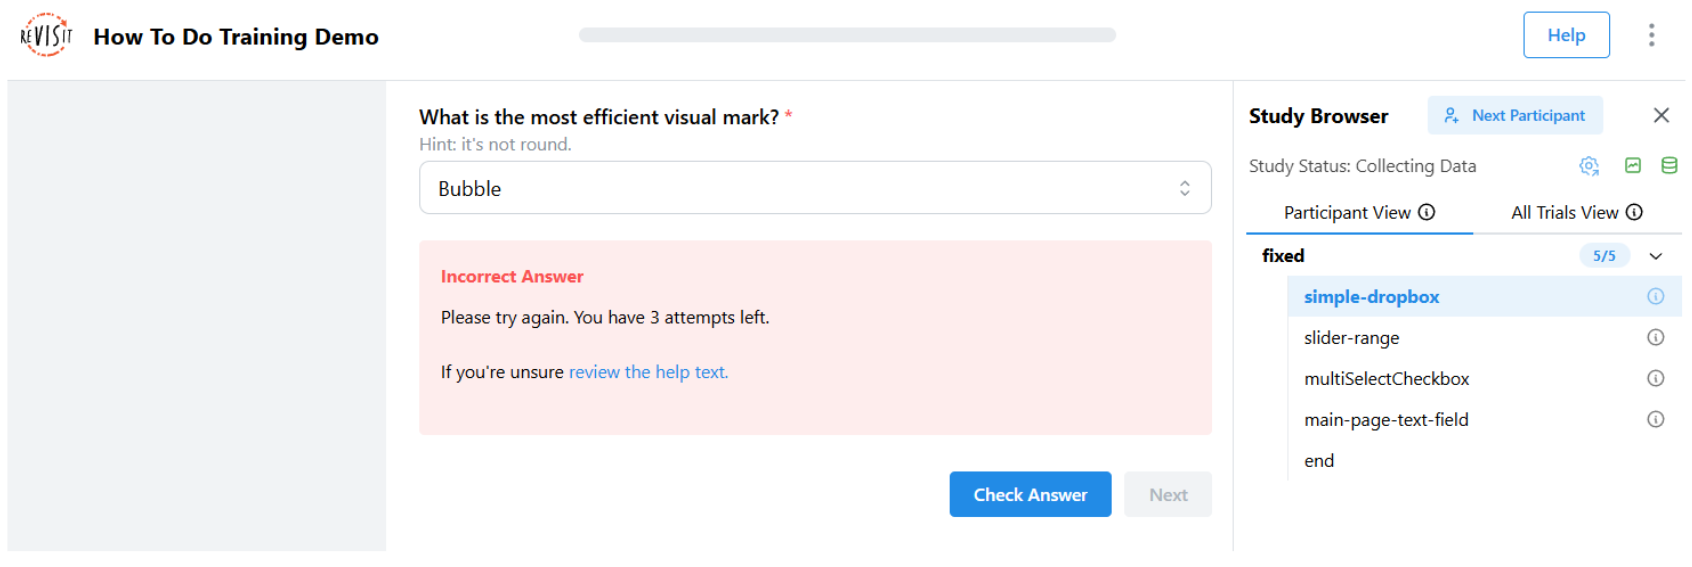 REVISIT How To Do Training Demo
Help
What is the most efficient visual mark? *
Hint: it's not round.
Bubble
Incorrect Answer
Please try again. You have 3 attempts left.
If you're unsure review the help text.
Check Answer Next
Study Browser Next Participant
Study Status: Collecting Data
Participant View All Trials View
fixed 5/5
simple-dropbox
slider-range
multiSelectCheckbox
main-page-text-field
end